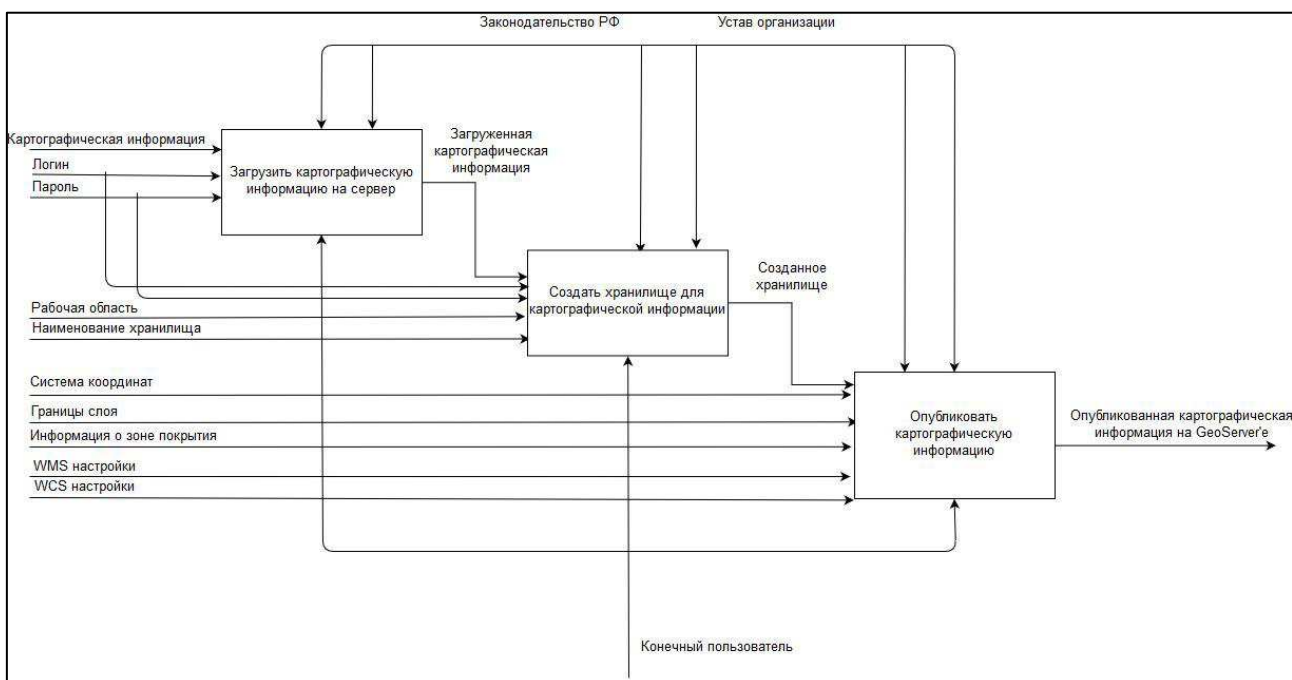 Законодательство РФ
Устав организации
Картографическая информация
Логин
Пароль
Загрузить картографическую
информацию на сервер
Загруженная
картографическая
информация
Рабочая область
Наименование хранилища
Создать хранилище для
картографической информации
Созданное
хранилище
Система координат
Границы слоя
Информация о зоне покрытия
WMS настройки
WCS настройки
Опубликовать
картографическую
информацию
Опубликованная картографическая
информация на GeoServer'е
Конечный пользователь